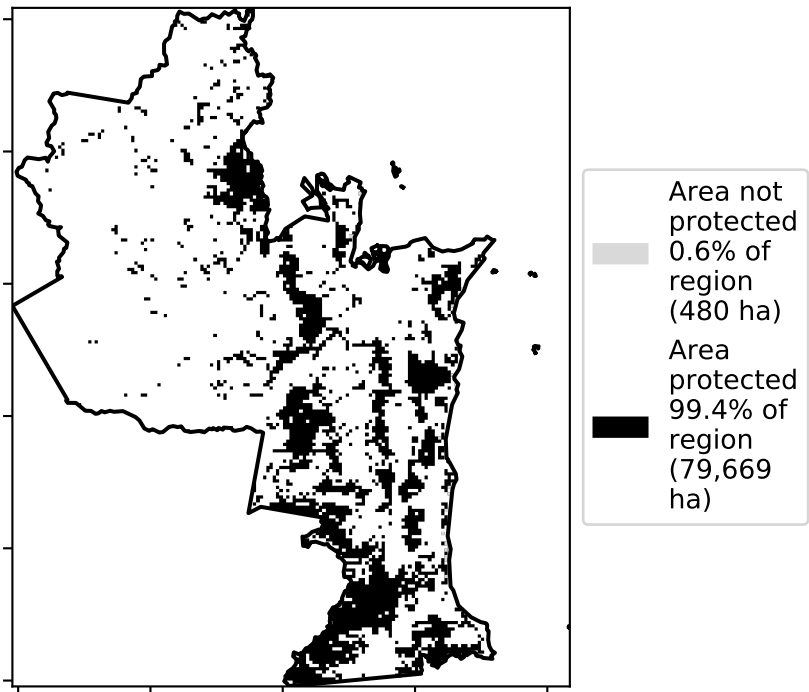 Area not
protected
0.6% of
region
(480 ha)
Area
protected
99.4% of
region
(79,669
ha)